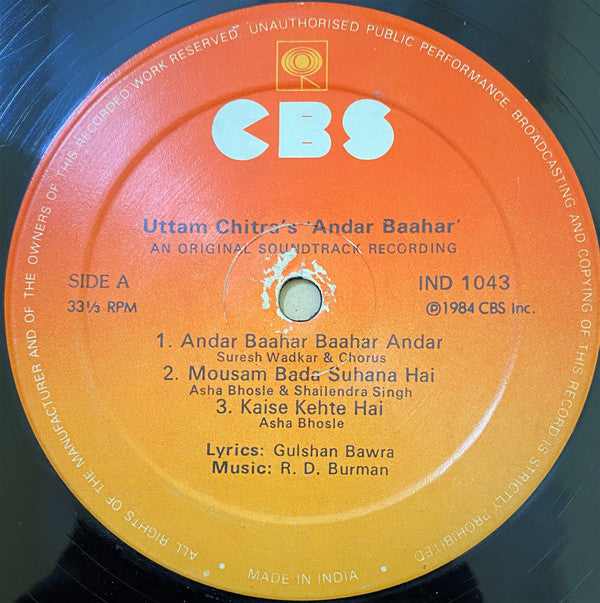 ALL RIGHTS OF THE MANUFACTURER AND OF THE OWNERS OF THIS RECORDED WORK RESERVED. UNAUTHORISED PUBLIC PERFORMANCE, BROADCASTING AND COPYING OF THIS RECORD IS STRICTLY PROHIBITED
CBS
Uttam Chitra's 'Andar Baahar'
AN ORIGINAL SOUNDTRACK RECORDING
SIDE A
33⅓ RPM
IND 1043
℗1984 CBS Inc.
1. Andar Baahar Baahar Andar
Suresh Wadkar & Chorus
2. Mousam Bada Suhana Hai
Asha Bhosle & Shailendra Singh
3. Kaise Kehte Hai
Asha Bhosle
Lyrics: Gulshan Bawra
Music: R. D. Burman
MADE IN INDIA